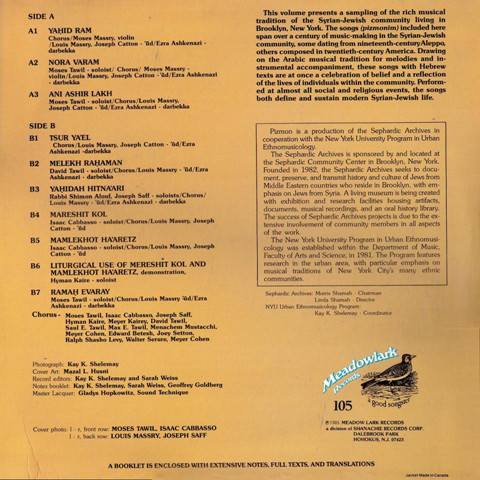 SIDE A
A1 YAḤID RAM
Chorus/Moses Massry, violin
/Louis Massry, Joseph Catton - 'ūd/Ezra Ashkenazi -
darbekka
A2 NORA VARAM
Moses Tawil - soloist/ Chorus/ Moses Massry -
violin/Louis Massry, Joseph Catton - 'ūd/Ezra Ashkenazi
-darbekka
A3 ANI ASHIR LAKH
Moses Tawil - soloist/Chorus/Louis Massry,
Joseph Catton - 'ūd/Ezra Ashkenazi - darbekka
SIDE B
B1 TSUR YA'EL
Chorus/Louis Massry, Joseph Catton - 'ūd/Ezra
Ashkenazi -darbekka
B2 MELEKH RAḤAMAN
David Tawil - soloist/ Chorus/Louis Massry 'ūd/Ezra
Ashkenazi - darbekka
B3 YAḤIDAH HITNA'ARI
Rabbi Shimon Alouf, Joseph Saff - soloists/Chorus/
Louis Massry - 'ūd/Ezra Ashkenazi - darbekka
B4 MARESHIT KOL
Isaac Cabbasso - soloist/Chorus/Louis Massry, Joseph
Catton - 'ūd
B5 MAMLEKHOT HA'ARETZ
Isaac Cabbasso - soloist/Chorus/Louis Massry, Joseph
Catton - 'ūd
B6 LITURGICAL USE OF MERESHIT KOL AND
MAMLEKHOT HA'ARETZ, demonstration,
Hyman Kaire - soloist
B7 RAMAḤ EVARAY
Moses Tawil - soloist/Chorus/Louis Massry 'ūd/Ezra
Ashkenazi - darbekka
Chorus- Moses Tawil, Isaac Cabbasso, Joseph Saff,
Hyman Kaire, Meyer Kairey, David Tawil,
Saul E. Tawil, Max E. Tawil, Menachem Mustacchi,
Meyer Cohen, Edward Betesh, Joey Setton,
Ralph Shasho Levy, Walter Serure, Meyer Cohen
Photograph: Kay K. Shelemay
Cover Art: Mazal L. Husni
Record editors: Kay K. Shelemay and Sarah Weiss
Notes booklet: Kay K. Shelemay, Sarah Weiss, Geoffrey Goldberg
Master Lacquer: Gladys Hopkowitz, Sound Technique
Cover photo: l - r, front row: MOSES TAWIL, ISAAC CABBASSO
l - r, back row: LOUIS MASSRY, JOSEPH SAFF
This volume presents a sampling of the rich musical
tradition of the Syrian-Jewish community living in
Brooklyn, New York. The songs (pizmonim) included here
span over a century of music-making in the Syrian-Jewish
community, some dating from nineteenth-century Aleppo,
others composed in twentieth-century America. Drawing
on the Arabic musical tradition for melodies and in-
strumental accompaniment, these songs with Hebrew
texts are at once a celebration of belief and a reflection
of the lives of individuals within the community. Perform-
ed at almost all social and religious events, the songs
both define and sustain modern Syrian-Jewish life.
Pizmon is a production of the Sephardic Archives in
cooperation with the New York University Program in Urban
Ethnomusicology.
The Sephardic Archives is sponsored by and located at
the Sephardic Community Center in Brooklyn, New York.
Founded in 1982, the Sephardic Archives seeks to docu-
ment, preserve, and transmit history and culture of Jews from
Middle Eastern countries who reside in Brooklyn, with emp-
hasis on Jews from Syria. A living museum is being created
with exhibition and research facilities housing artifacts,
documents, musical recordings, and an oral history library.
The success of Sephardic Archives projects is due to the ex-
tensive involvement of community members in all aspects
of the work.
The New York University Program in Urban Ethnomusi-
cology was established within the Department of Music,
Faculty of Arts and Science, in 1981. The Program features
research in the urban area, with particular emphasis on
musical traditions of New York City's many ethnic
communities.
Sephardic Archives: Morris Shamah - Chairman
Linda Shamah - Director
NYU Urban Ethnomusicology Program:
Kay K. Shelemay - Coordinator
Meadowlark
Records
105
"a good songster"
©1985 MEADOW LARK RECORDS
a division of SHANACHIE RECORDS CORP.
DALEBROOK PARK
HOHOKUS, N.J. 07423
A BOOKLET IS ENCLOSED WITH EXTENSIVE NOTES, FULL TEXTS, AND TRANSLATIONS
Jacket Made in Canada